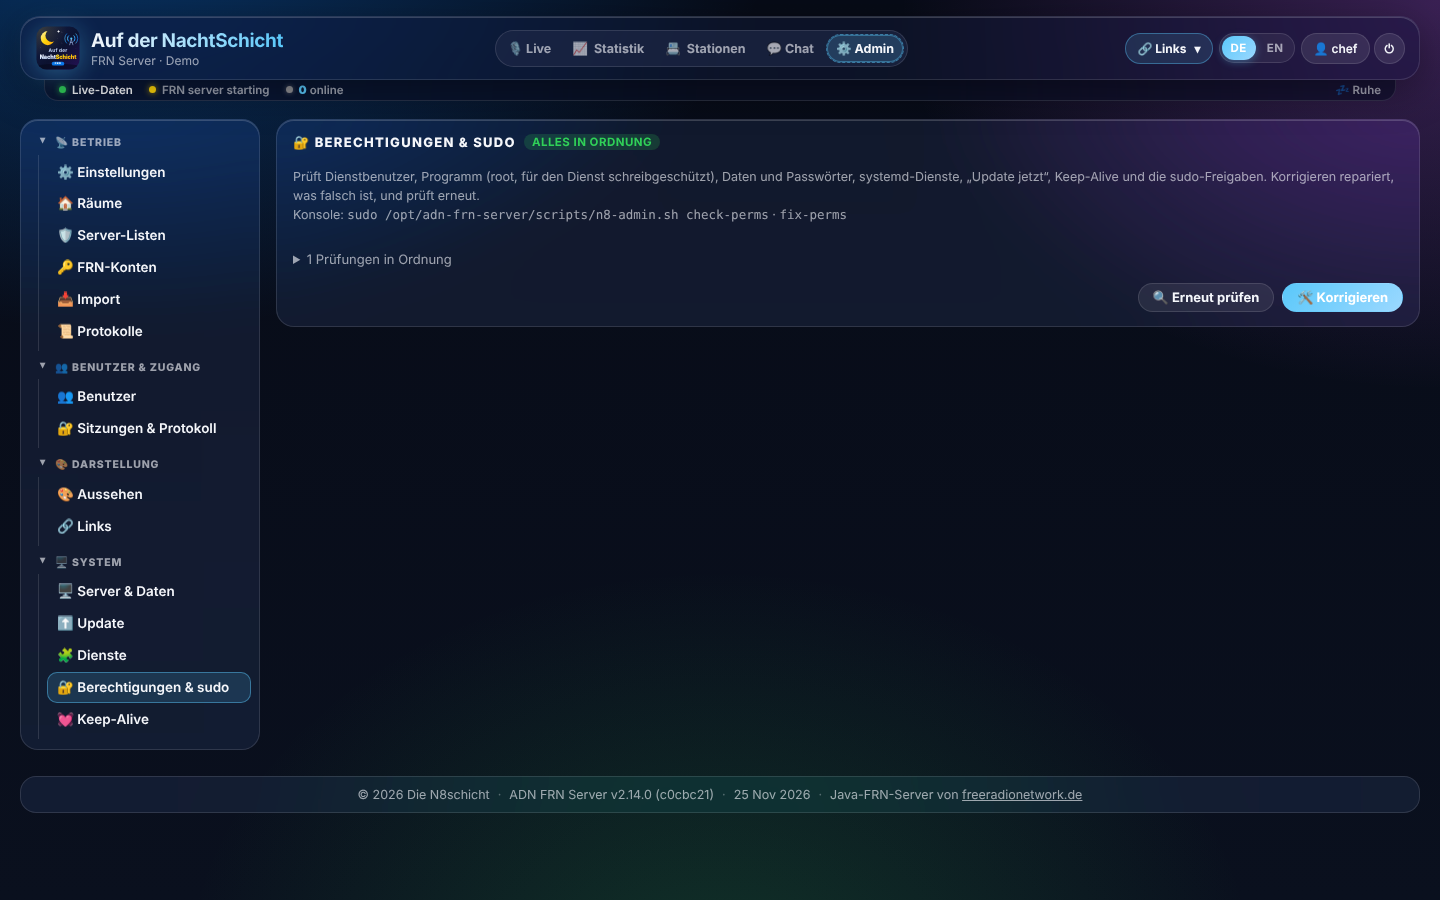 Auf der NachtSchicht
FRN Server · Demo
Live
Statistik
Stationen
Chat
Admin
Links ▾
DE
EN
chef
Live-Daten
FRN server starting
0 online
Ruhe
BETRIEB
Einstellungen
Räume
Server-Listen
FRN-Konten
Import
Protokolle
BENUTZER & ZUGANG
Benutzer
Sitzungen & Protokoll
DARSTELLUNG
Aussehen
Links
SYSTEM
Server & Daten
Update
Dienste
Berechtigungen & sudo
Keep-Alive
BERECHTIGUNGEN & SUDO ALLES IN ORDNUNG
Prüft Dienstbenutzer, Programm (root, für den Dienst schreibgeschützt), Daten und Passwörter, systemd-Dienste, „Update jetzt“, Keep-Alive und die sudo-Freigaben. Korrigieren repariert,
was falsch ist, und prüft erneut.
Konsole: sudo /opt/adn-frn-server/scripts/n8-admin.sh check-perms · fix-perms
1 Prüfungen in Ordnung
Erneut prüfen
Korrigieren
© 2026 Die N8schicht · ADN FRN Server v2.14.0 (c0cbc21) · 25 Nov 2026 · Java-FRN-Server von freeradionetwork.de